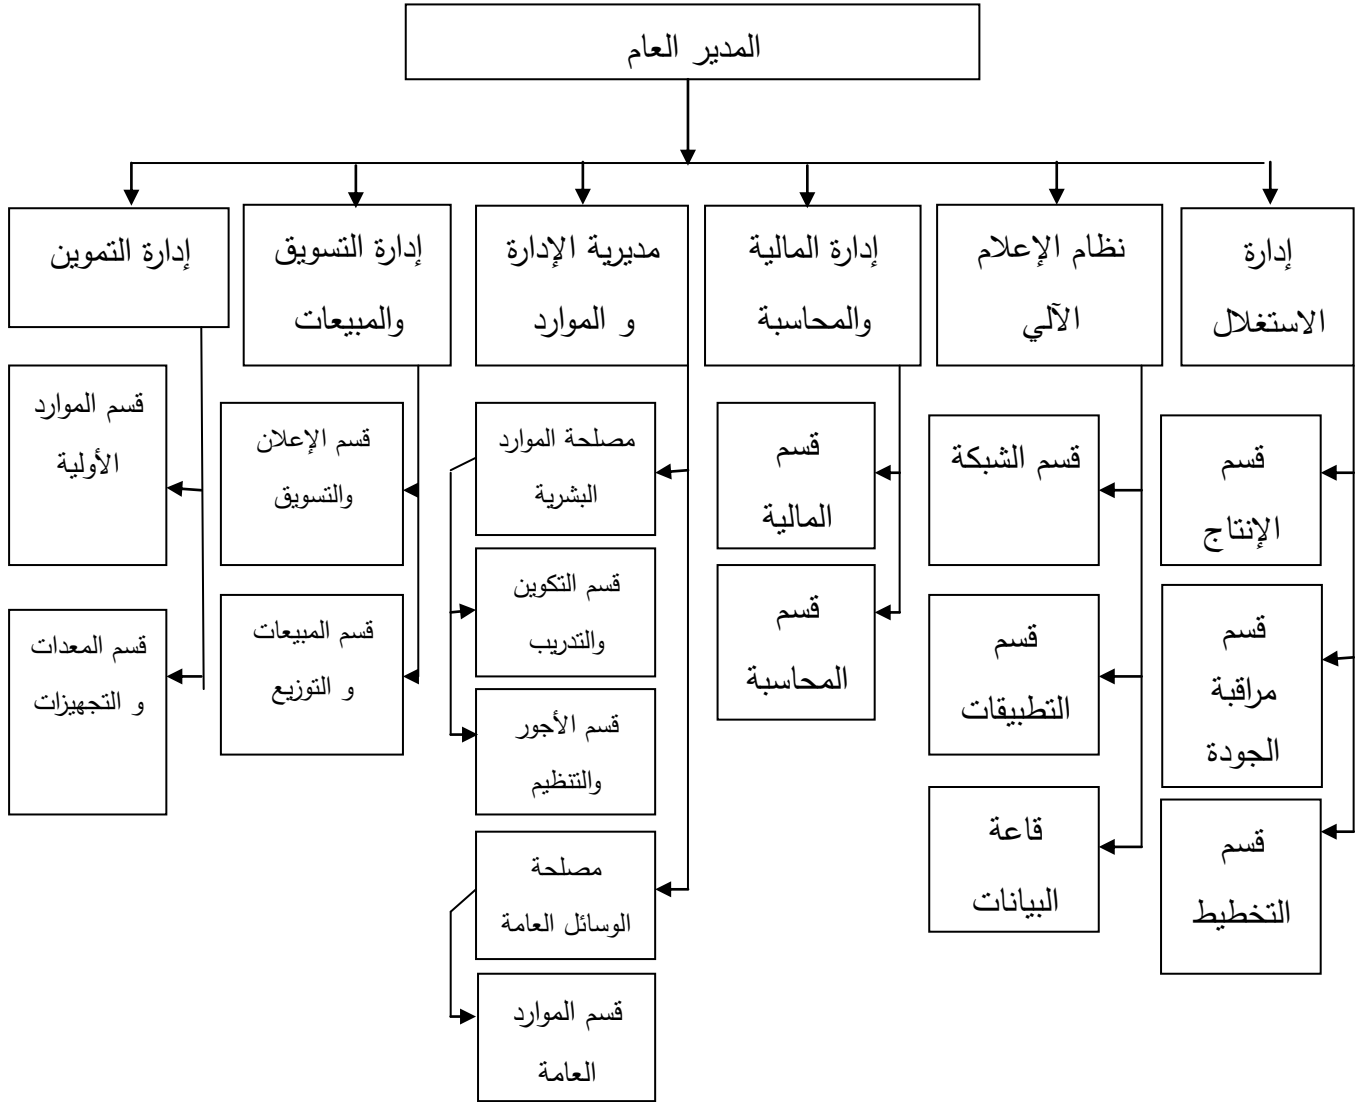 المدير العام
إدارة
الاستغلال
نظام الإعلام
الآلي
إدارة المالية
والمحاسبة
مديرية الإدارة
و الموارد
إدارة التسويق
والمبيعات
إدارة التموين
قسم
الإنتاج
قسم
مراقبة
الجودة
قسم
التخطيط
قسم الشبكة
قسم
التطبيقات
قاعة
البيانات
قسم
المالية
قسم
المحاسبة
مصلحة الموارد
البشرية
قسم التكوين
والتدريب
قسم الأجور
والتنظيم
مصلحة
الوسائل العامة
قسم الموارد
العامة
قسم الإعلان
والتسويق
قسم المبيعات
و التوزيع
قسم الموارد
الأولية
قسم المعدات
و التجهيزات